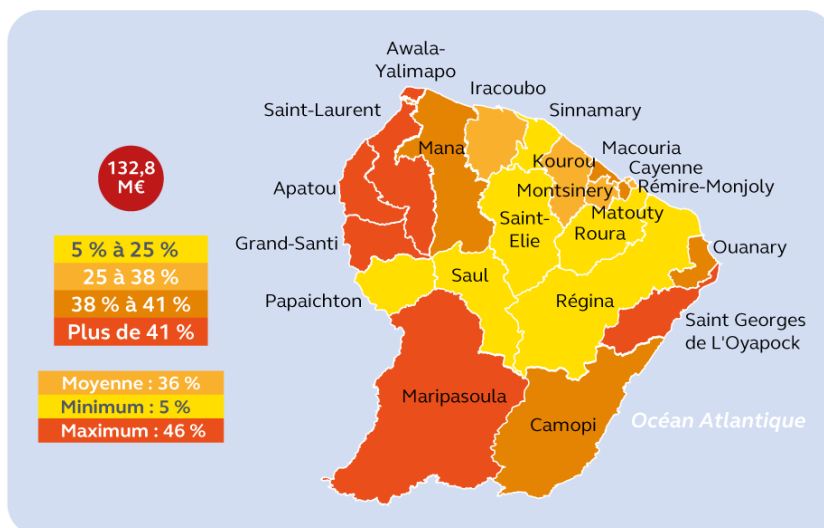 Awala-
Yalimapo
Iracoubo
Saint-Laurent
Sinnamary
Mana
Kourou
Macouria
Cayenne
132,8
M€
Apatou
Montsinery
Rémire-Monjoly
Saint-
Elie
Matouty
Roura
Grand-Santi
Ouanary
5 % à 25 %
25 à 38 %
38 % à 41 %
Plus de 41 %
Saul
Papaichton
Régina
Saint Georges
de L'Oyapock
Moyenne : 36 %
Minimum : 5 %
Maximum : 46 %
Maripasoula
Camopi
Océan Atlantique